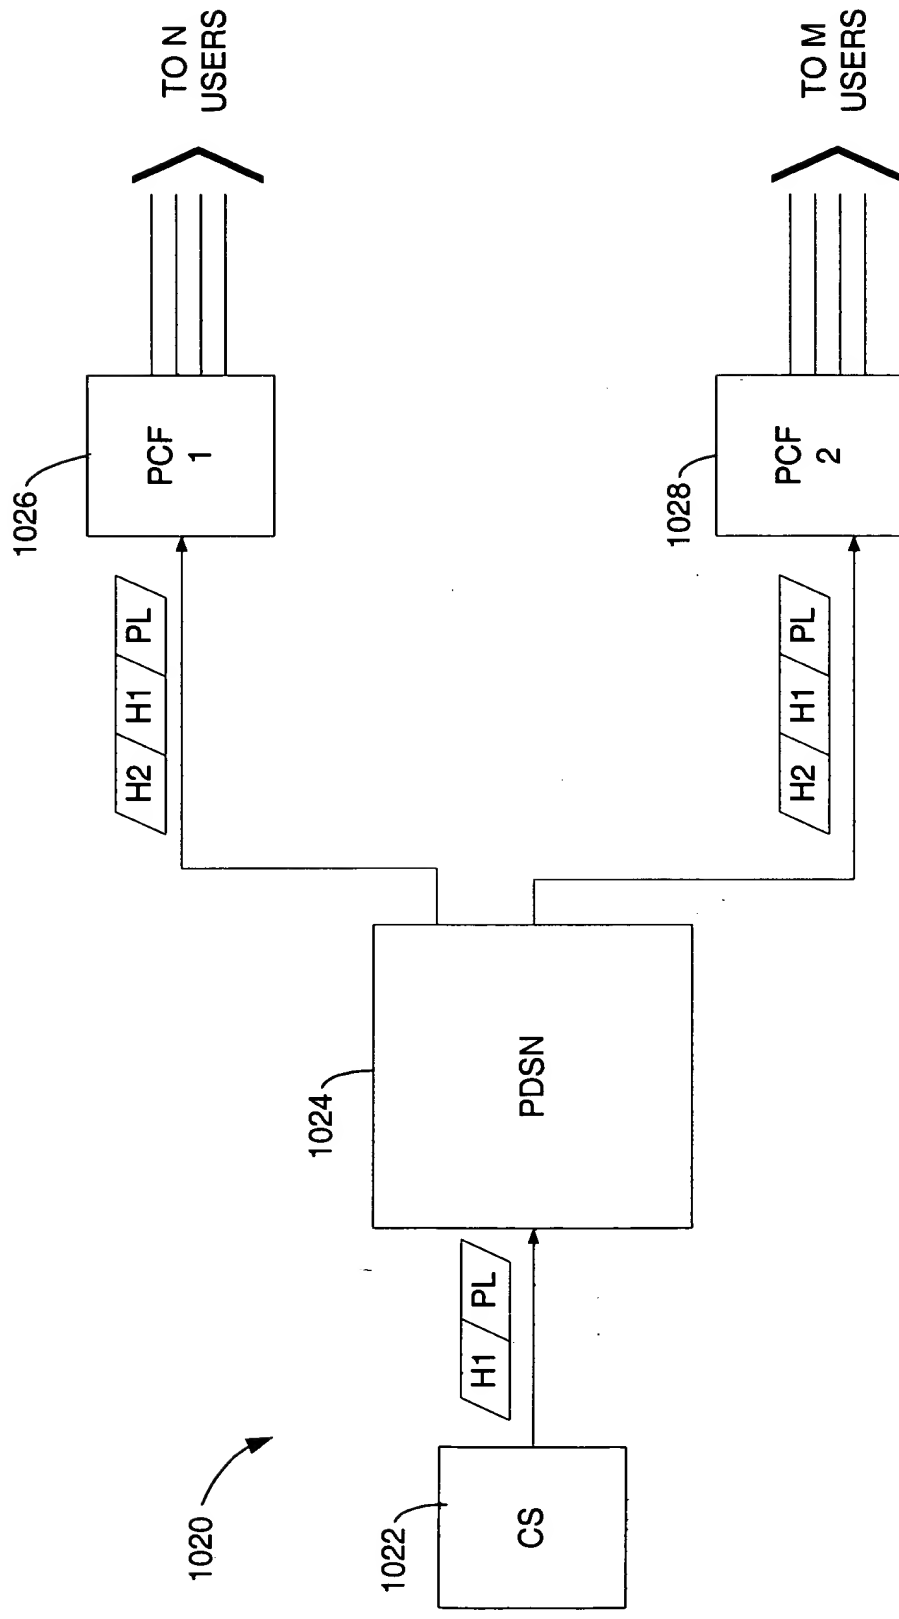 1020
1022
CS
H1 PL
1024
PDSN
H2 H1 PL
1026
PCF
1
TO N
USERS
H2 H1 PL
1028
PCF
2
TO M
USERS